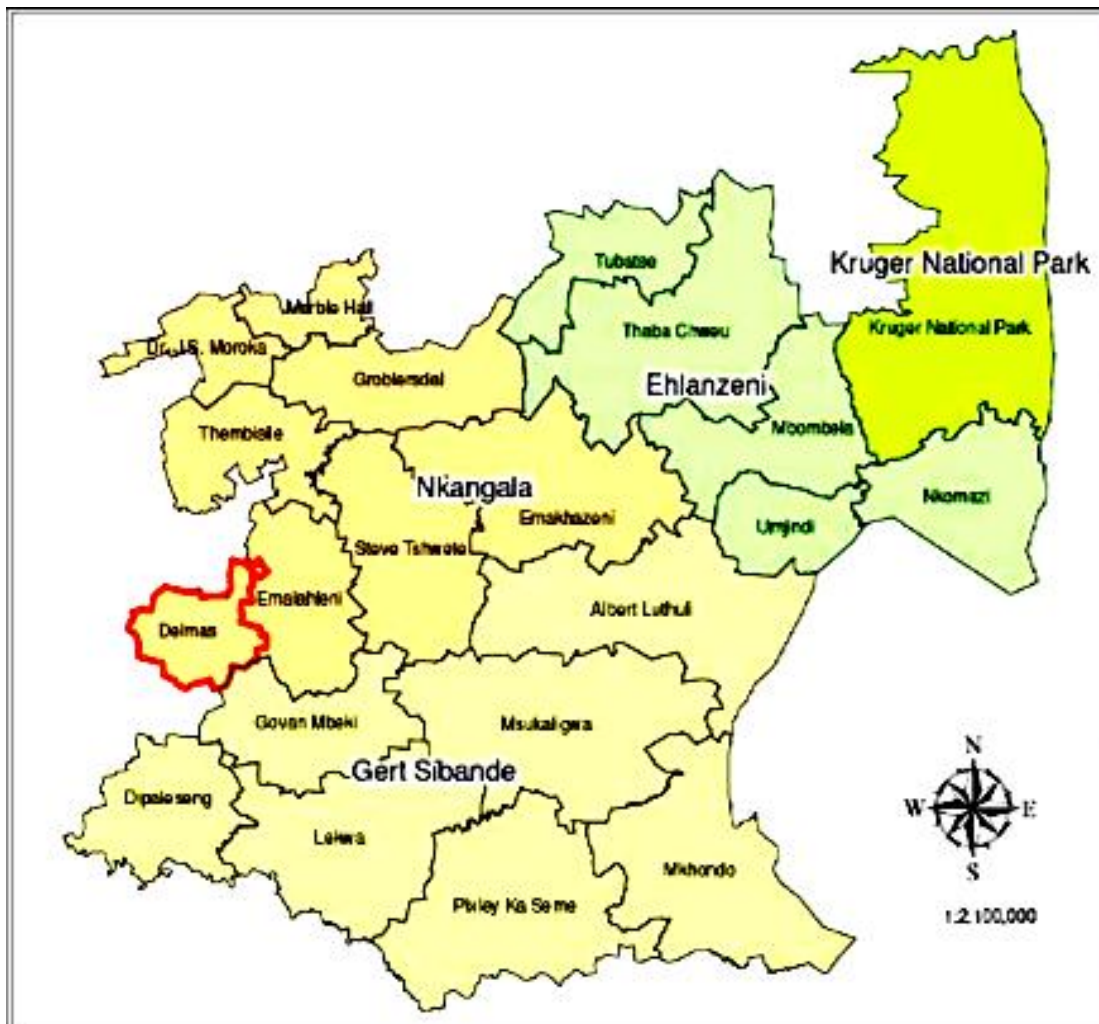 Tubatse
Kruger National Park
Marble Hall
Kruger National Park
Thaba Chweu
Dr. J.S. Moroka
Groblersdal
Ehlanzeni
Mbombela
Thembisile
Nkangala
Nkomazi
Emakhazeni
Umjindi
Steve Tshwete
Emalahleni
Albert Luthuli
Delmas
Govan Mbeki
Msukaligwa
N
Gert Sibande
Dipaleseng
W
E
Lekwa
Mkhondo
S
Pixley Ka Seme
1:2,100,000